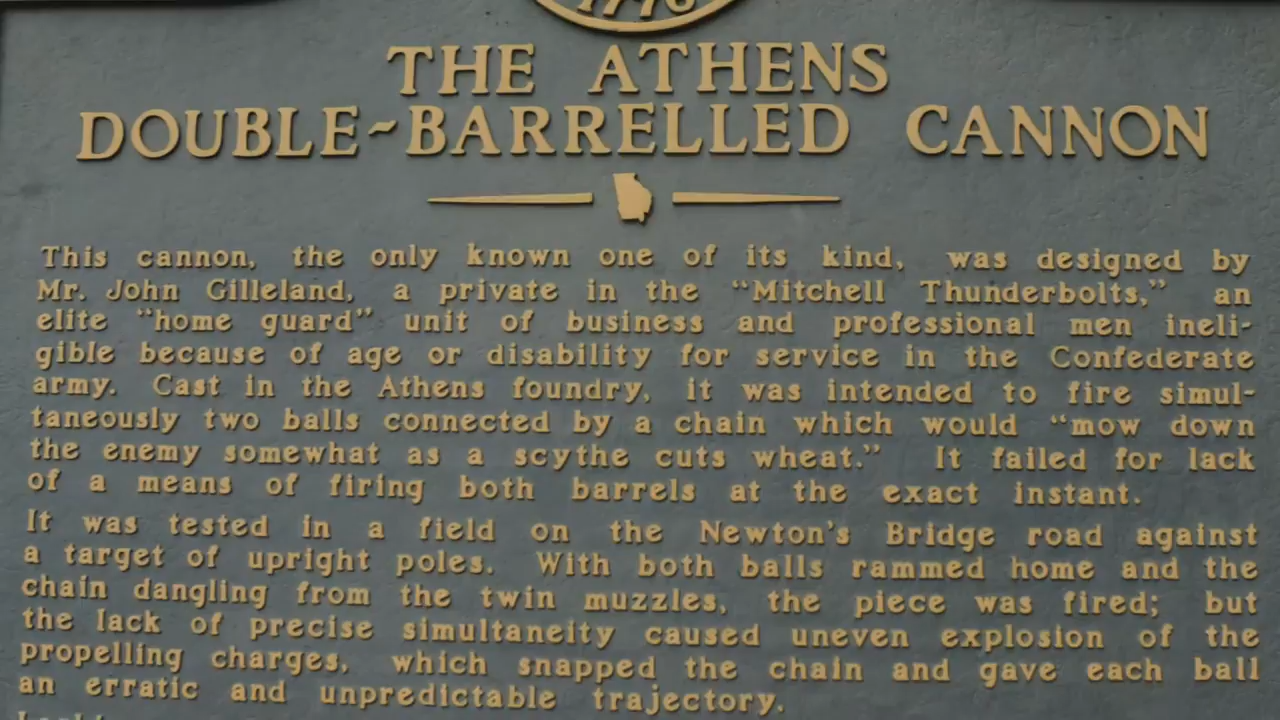 1776
THE ATHENS
DOUBLE-BARRELLED CANNON
This cannon, the only known one of its kind, was designed by
Mr. John Gilleland, a private in the "Mitchell Thunderbolts," an
elite "home guard" unit of business and professional men ineli-
gible because of age or disability for service in the Confederate
army. Cast in the Athens foundry, it was intended to fire simul-
taneously two balls connected by a chain which would "mow down
the enemy somewhat as a scythe cuts wheat." It failed for lack
of a means of firing both barrels at the exact instant.
It was tested in a field on the Newton's Bridge road against
a target of upright poles. With both balls rammed home and the
chain dangling from the twin muzzles, the piece was fired; but
the lack of precise simultaneity caused uneven explosion of the
propelling charges, which snapped the chain and gave each ball
an erratic and unpredictable trajectory.